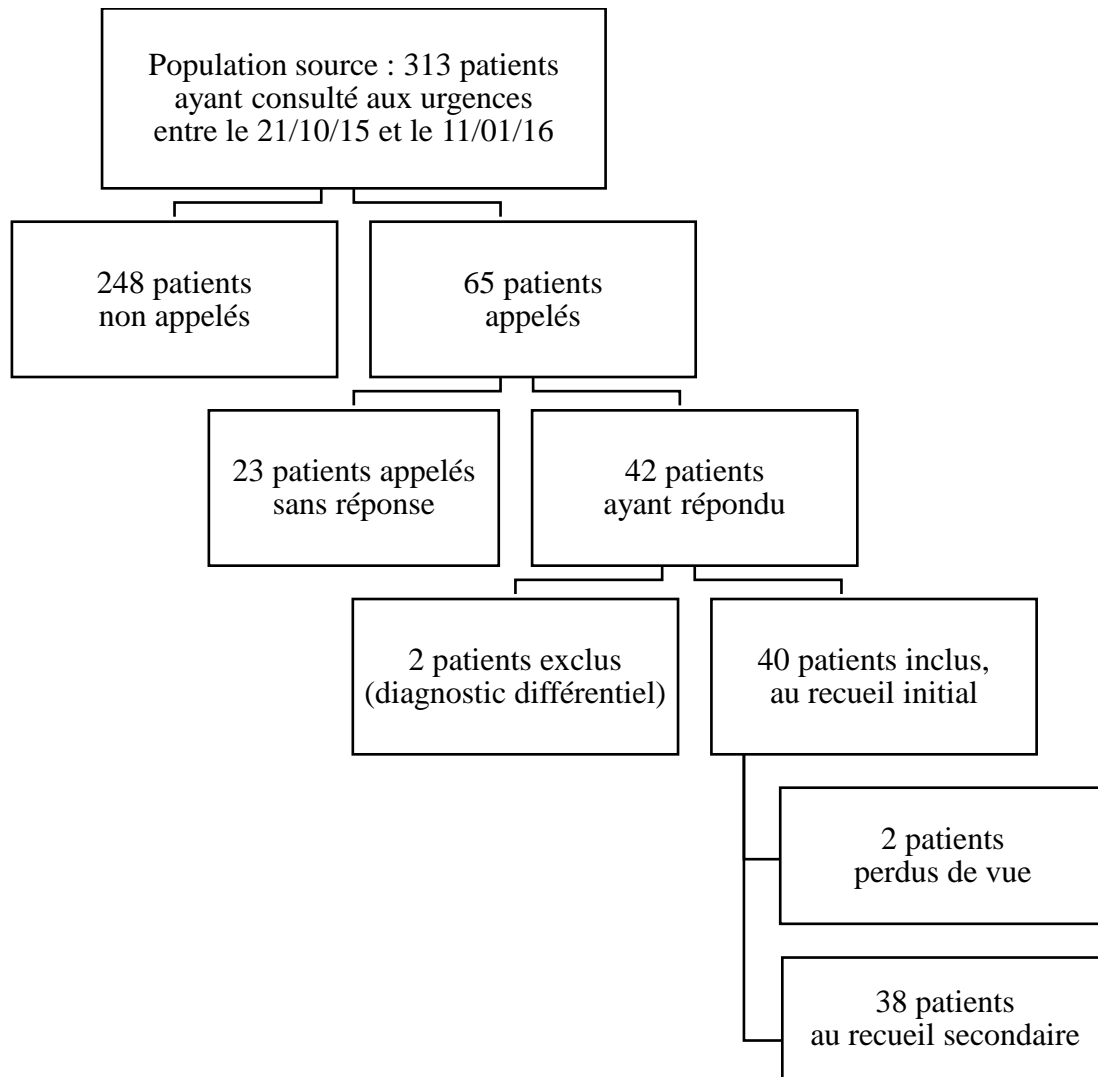 Population source : 313 patients
ayant consulté aux urgences
entre le 21/10/15 et le 11/01/16
248 patients
non appelés
65 patients
appelés
23 patients appelés
sans réponse
42 patients
ayant répondu
2 patients exclus
(diagnostic différentiel)
40 patients inclus,
au recueil initial
2 patients
perdus de vue
38 patients
au recueil secondaire